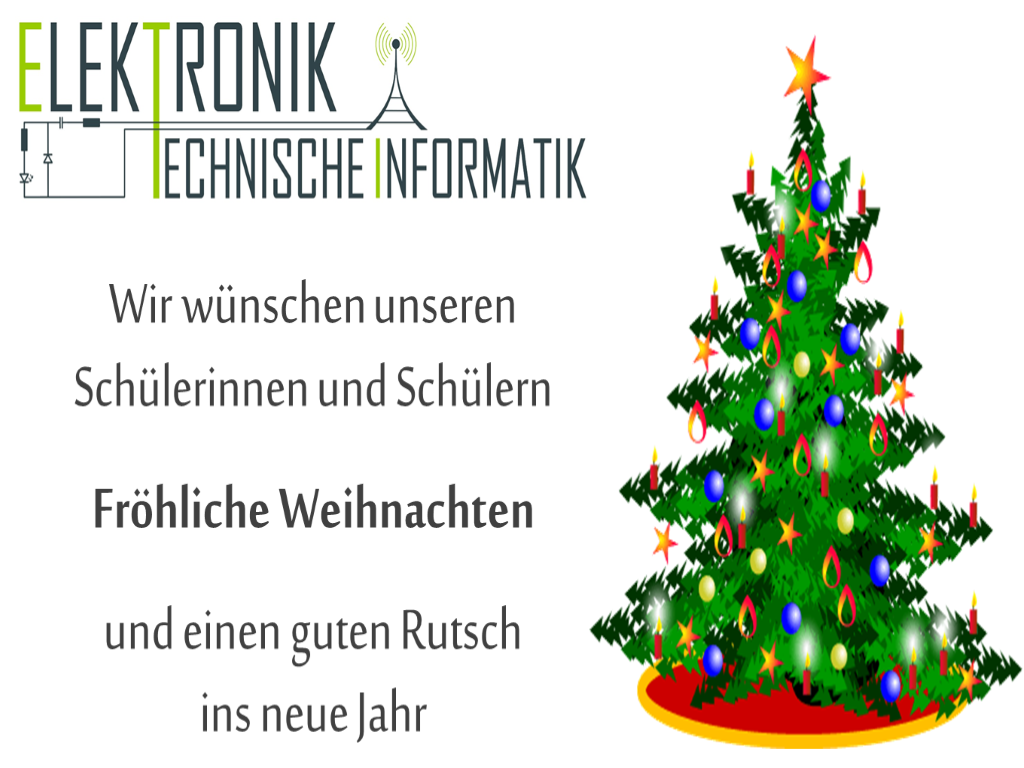 ELEKTRONIK
TECHNISCHE INFORMATIK
Wir wünschen unseren
Schülerinnen und Schülern
Fröhliche Weihnachten
und einen guten Rutsch
ins neue Jahr